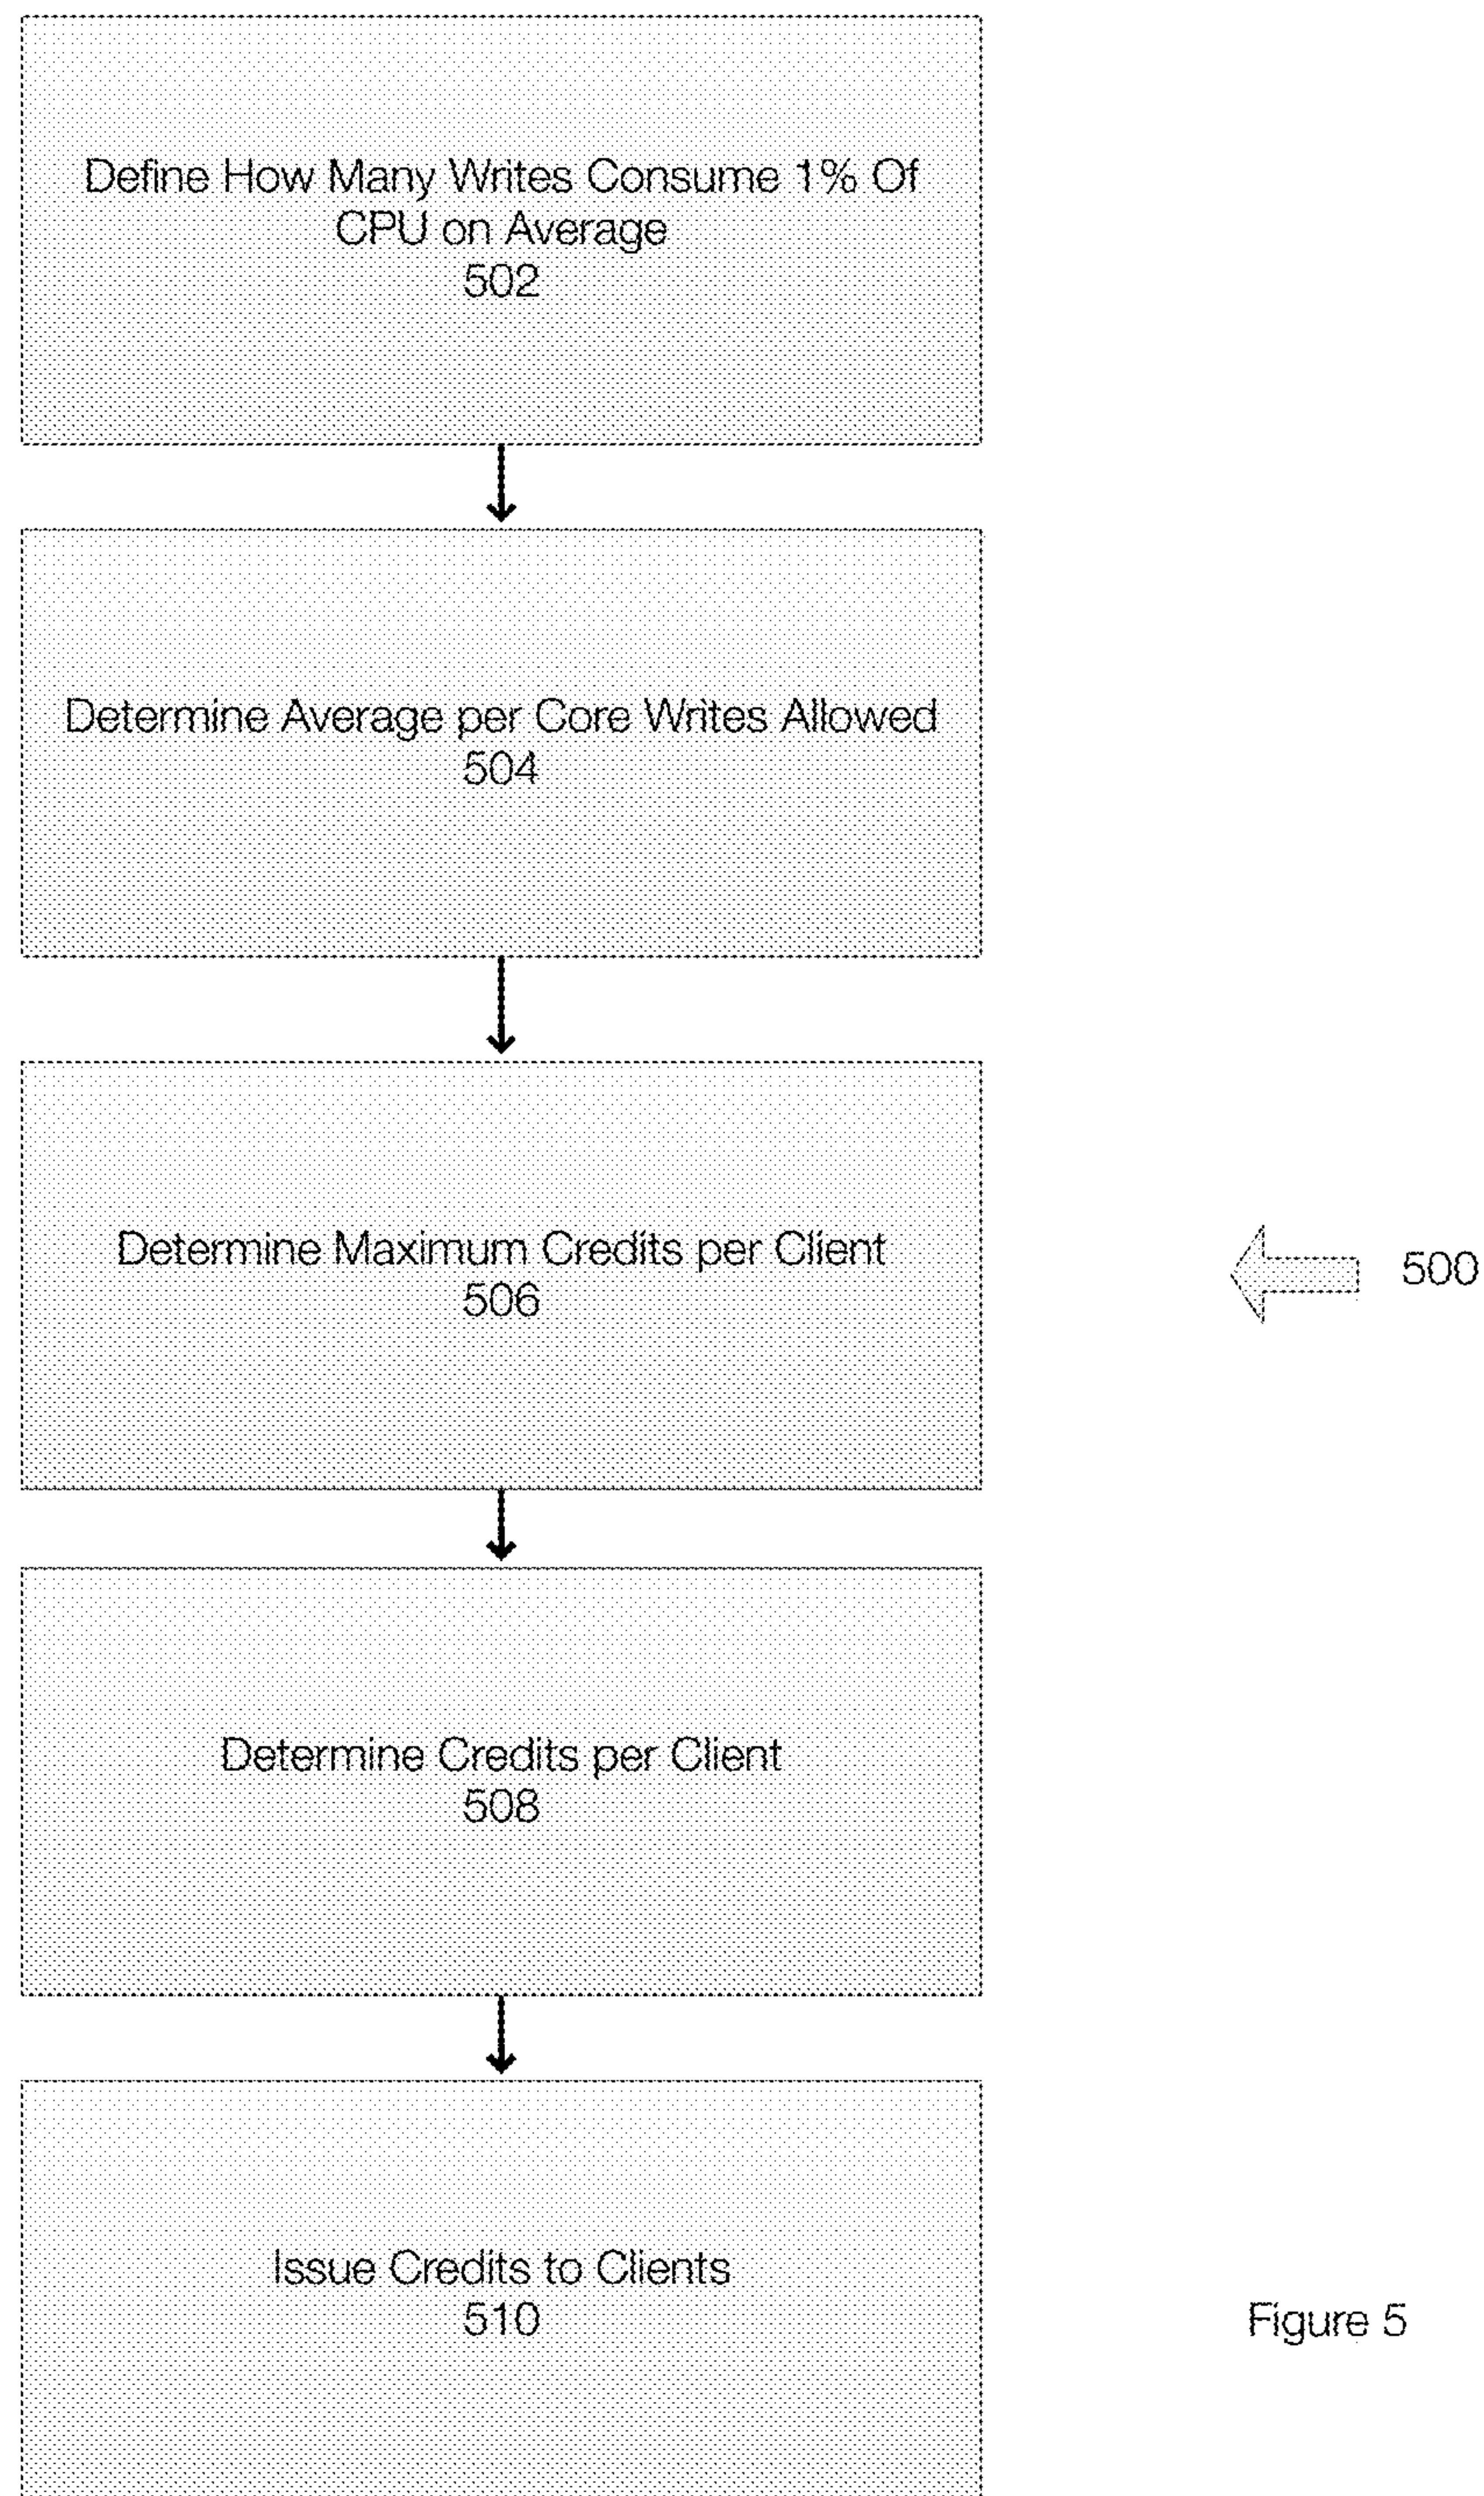 Define How Many Writes Consume 1% Of
CPU on Average
502
Determine Average per Core Writes Allowed
504
Determine Maximum Credits per Client
506
500
Determine Credits per Client
508
Issue Credits to Clients
510
Figure 5